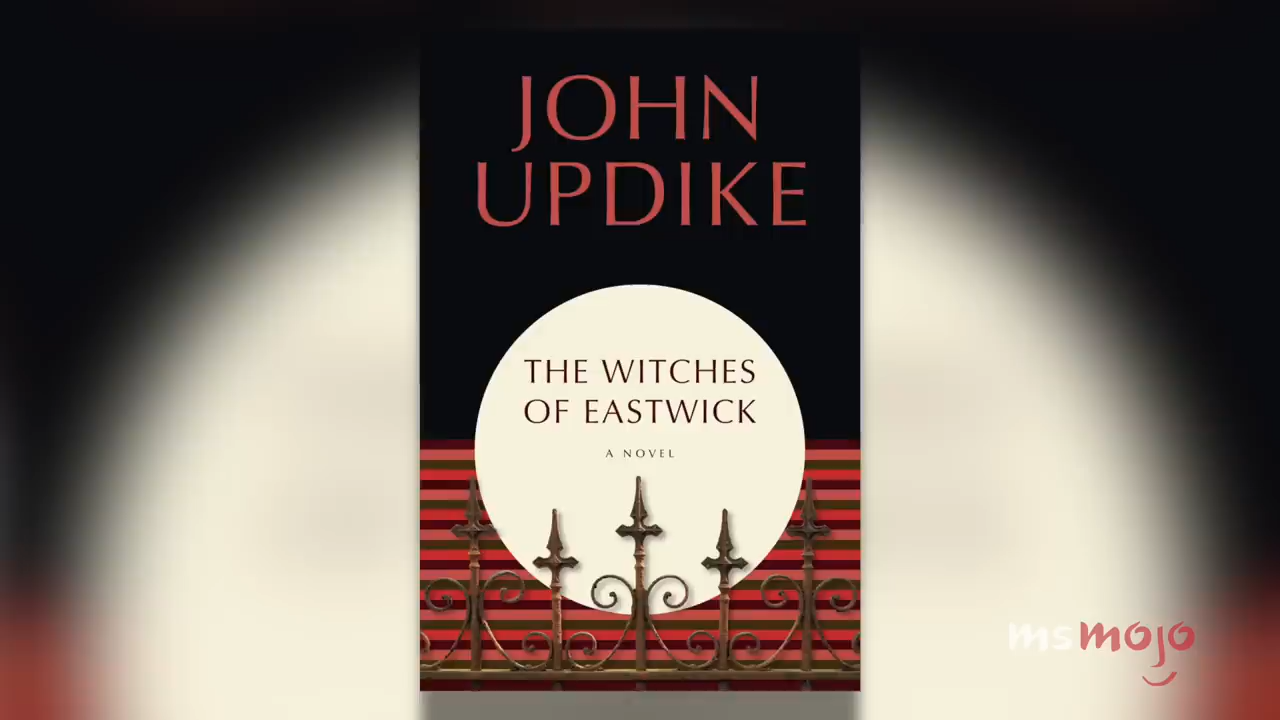 JOHN
UPDIKE
THE WITCHES
OF EASTWICK
A NOVEL
msmojo